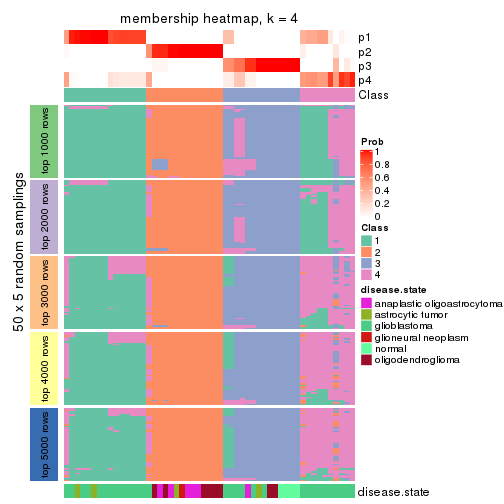 membership heatmap, k = 4
p1
p2
p3
p4
Class
50 x 5 random samplings
top 1000 rows
top 2000 rows
top 3000 rows
top 4000 rows
top 5000 rows
disease.state
Prob
1
0.8
0.6
0.4
0.2
0
Class
1
2
3
4
disease.state
anaplastic oligoastrocytoma
astrocytic tumor
glioblastoma
glioneural neoplasm
normal
oligodendroglioma